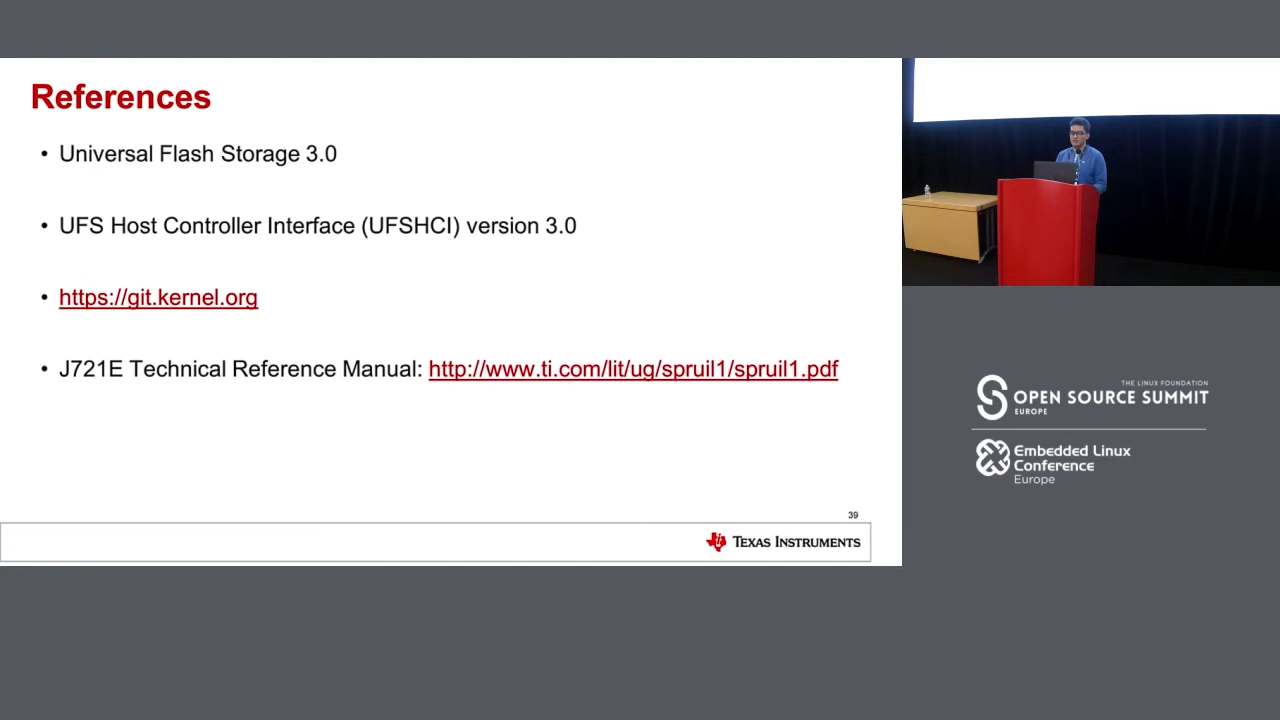 References
• Universal Flash Storage 3.0
• UFS Host Controller Interface (UFSHCI) version 3.0
• https://git.kernel.org
• J721E Technical Reference Manual: http://www.ti.com/lit/ug/spruil1/spruil1.pdf
39
TEXAS INSTRUMENTS
THE LINUX FOUNDATION
OPEN SOURCE SUMMIT
EUROPE
Embedded Linux
Conference
Europe